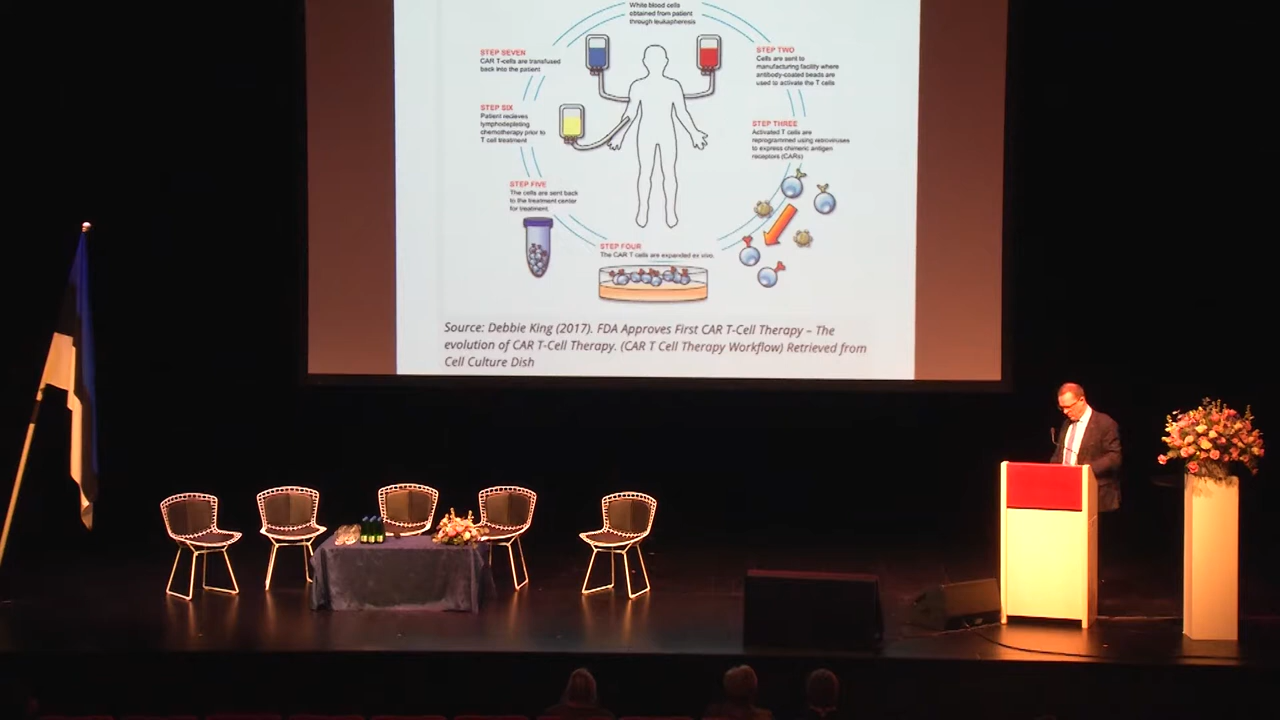 White blood cells
obtained from patient
through leukapheresis
STEP TWO
Cells are sent to
manufacturing facility where
antibody-coated beads are
used to activate the T cells
STEP THREE
Activated T cells are
reprogrammed using retroviruses
to express chimeric antigen
receptors (CARs)
STEP FOUR
The CAR T cells are expanded ex vivo.
STEP FIVE
The cells are sent back
to the treatment center
for treatment.
STEP SIX
Patient recieves
lymphodepleting
chemotherapy prior to
T cell treatment
STEP SEVEN
CAR T-cells are transfused
back into the patient
Source: Debbie King (2017). FDA Approves First CAR T-Cell Therapy – The
evolution of CAR T-Cell Therapy. (CAR T Cell Therapy Workflow) Retrieved from
Cell Culture Dish